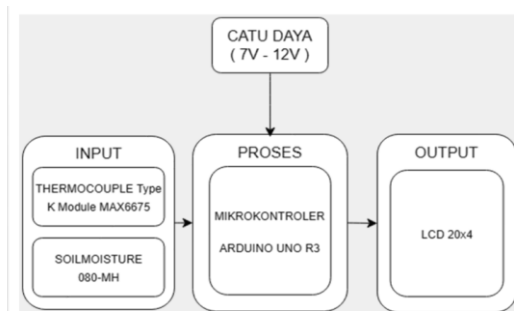 CATU DAYA
( 7V - 12V )
INPUT
THERMOCOUPLE Type
K Module MAX6675
SOILMOISTURE
080-MH
PROSES
MIKROKONTROLER
ARDUINO UNO R3
OUTPUT
LCD 20x4